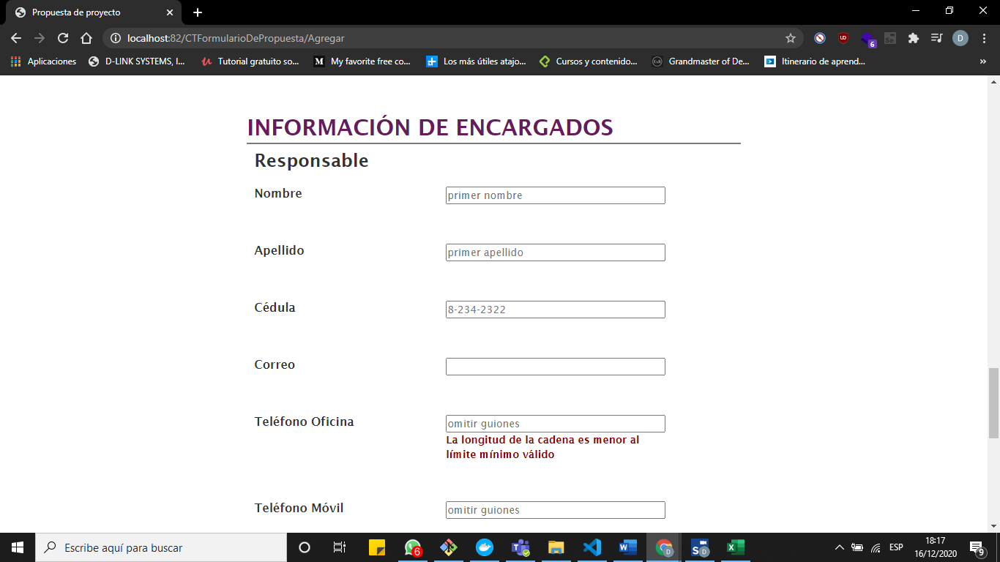 Propuesta de proyecto
localhost:82/CTFormularioDePropuesta/Agregar
6
D
Aplicaciones
D-LINK SYSTEMS, I...
Tutorial gratuito so...
My favorite free co...
Los más útiles atajo...
Cursos y contenido...
Grandmaster of De...
Itinerario de aprend...
»
INFORMACIÓN DE ENCARGADOS
Responsable
Nombre
primer nombre
Apellido
primer apellido
Cédula
8-234-2322
Correo
Teléfono Oficina
omitir guiones
La longitud de la cadena es menor al
límite mínimo válido
Teléfono Móvil
omitir guiones
Escribe aquí para buscar
6
D
D
ESP
18:17
16/12/2020
9